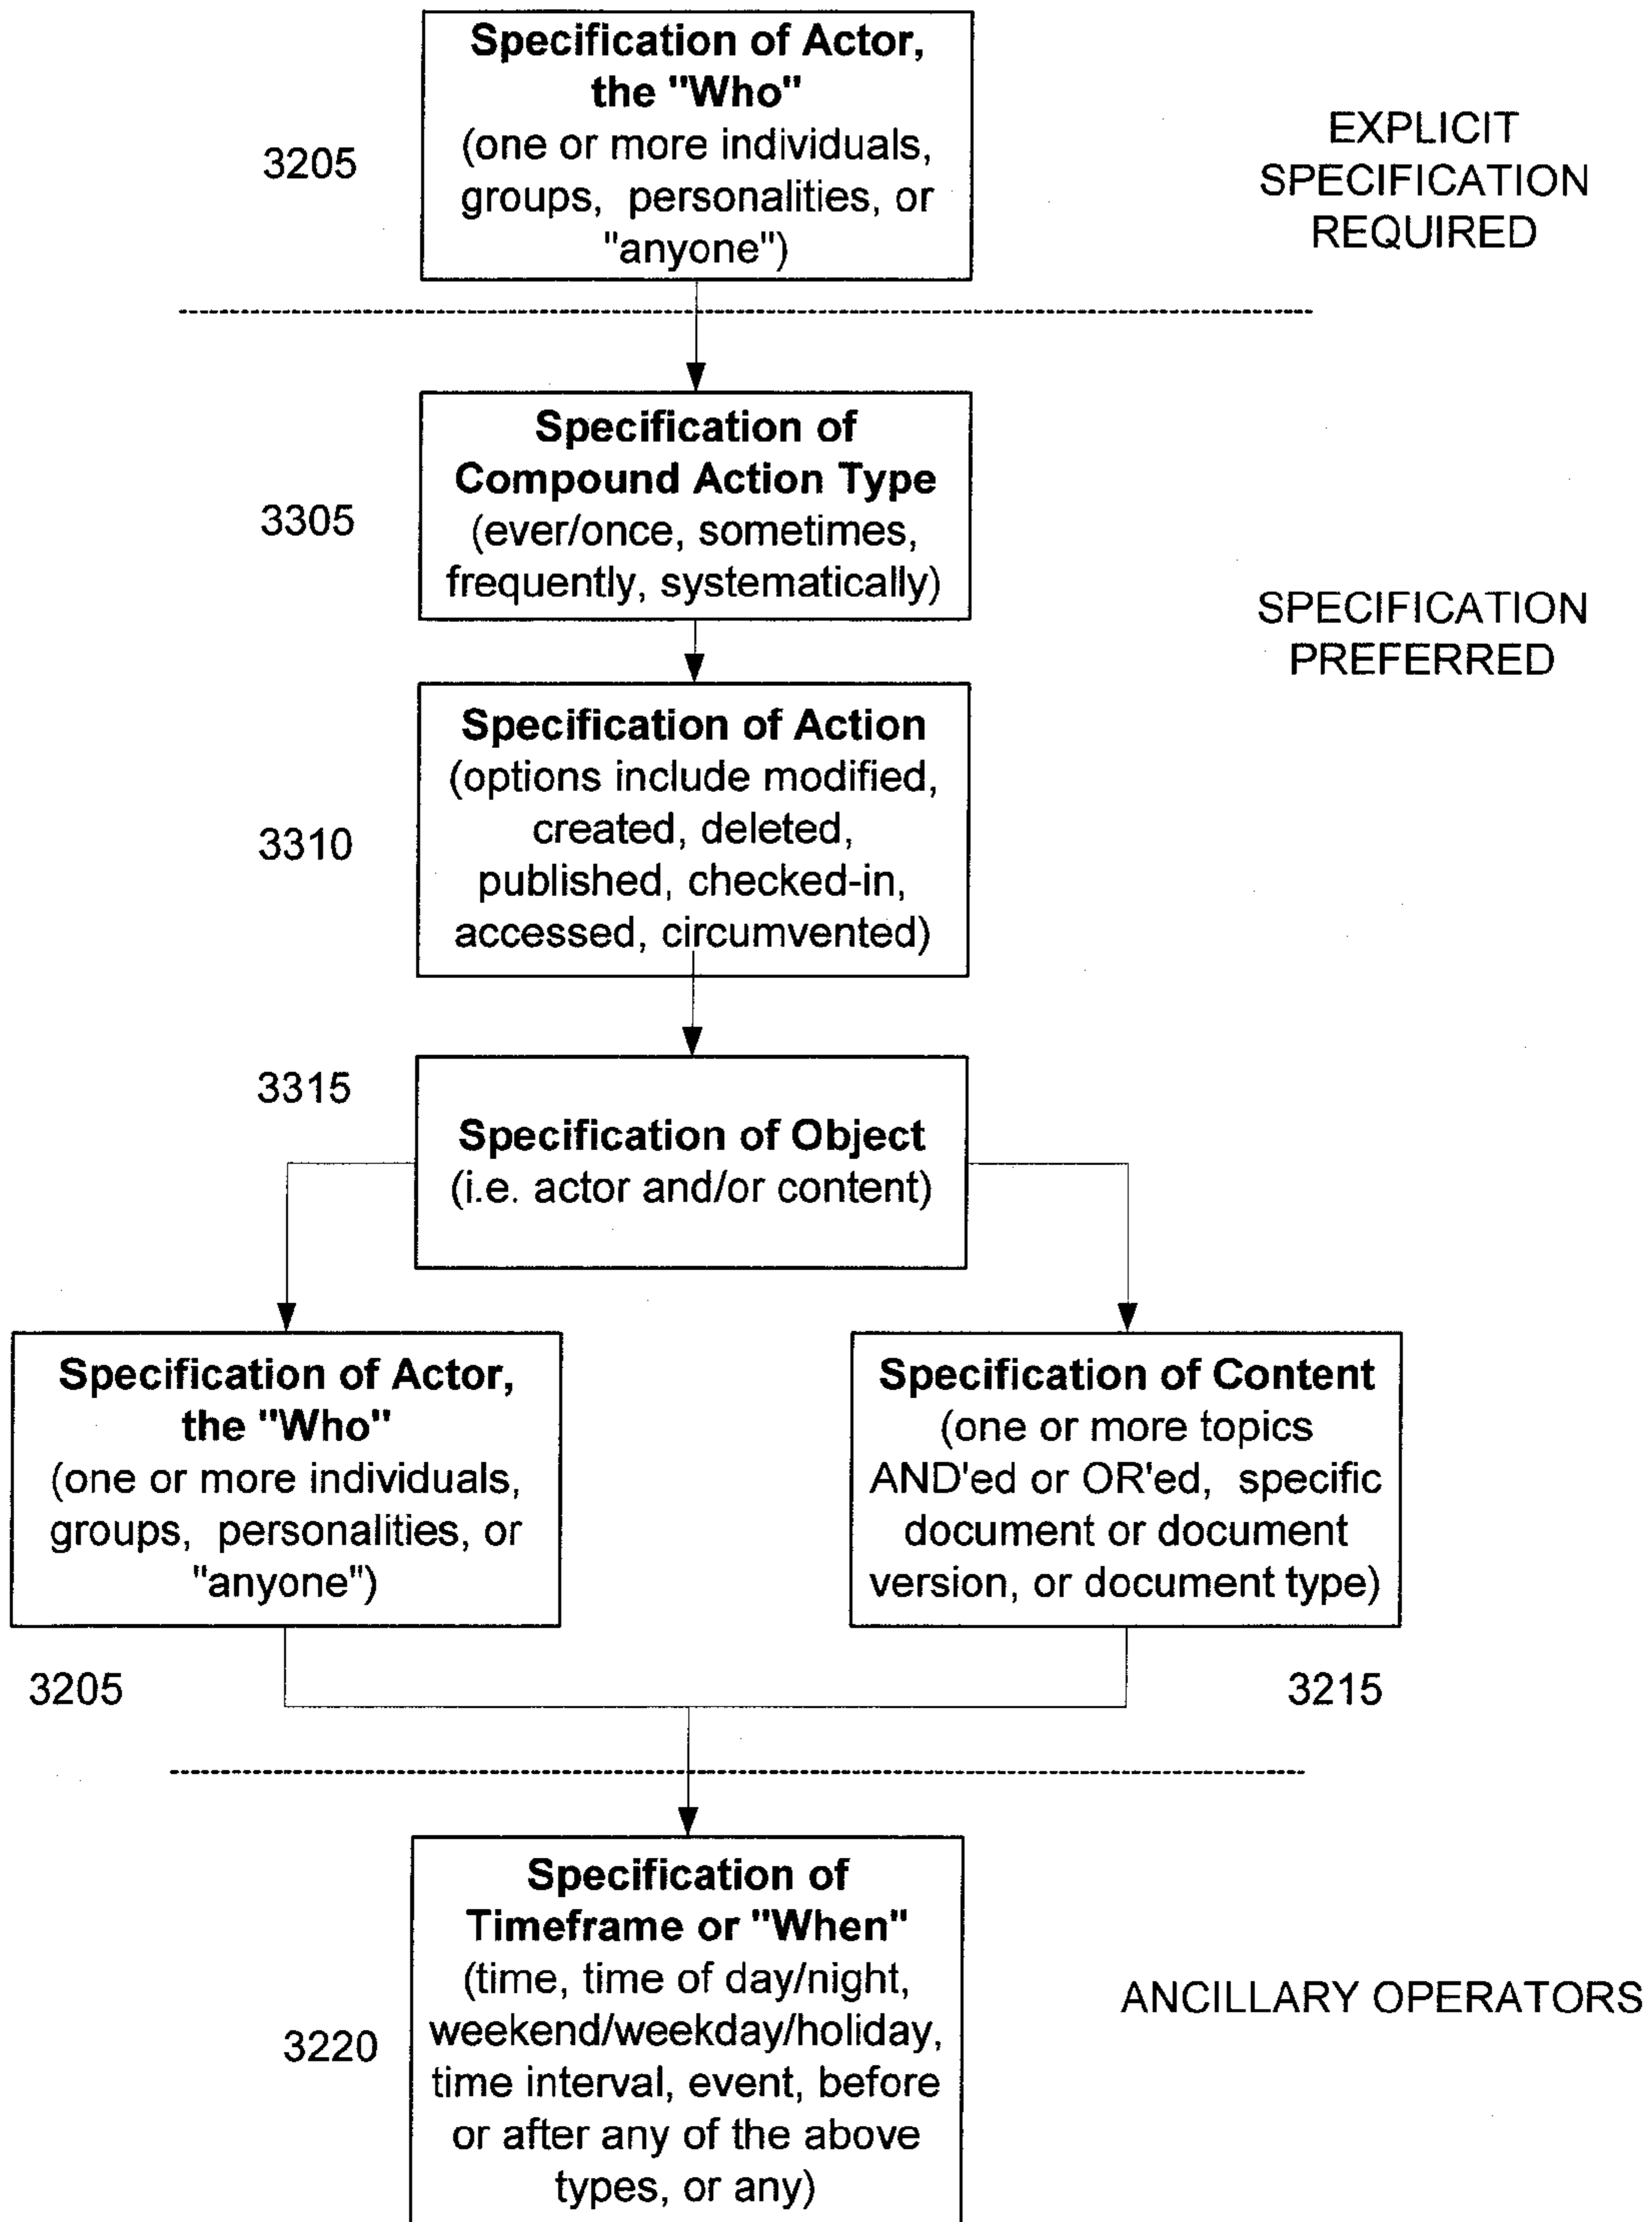 Specification of Actor,
the "Who"
(one or more individuals,
groups, personalities, or
"anyone")
3205
EXPLICIT
SPECIFICATION
REQUIRED
Specification of
Compound Action Type
(ever/once, sometimes,
frequently, systematically)
3305
SPECIFICATION
PREFERRED
Specification of Action
(options include modified,
created, deleted,
published, checked-in,
accessed, circumvented)
3310
3315
Specification of Object
(i.e. actor and/or content)
Specification of Actor,
the "Who"
(one or more individuals,
groups, personalities, or
"anyone")
3205
Specification of Content
(one or more topics
AND'ed or OR'ed, specific
document or document
version, or document type)
3215
Specification of
Timeframe or "When"
(time, time of day/night,
weekend/weekday/holiday,
time interval, event, before
or after any of the above
types, or any)
3220
ANCILLARY OPERATORS